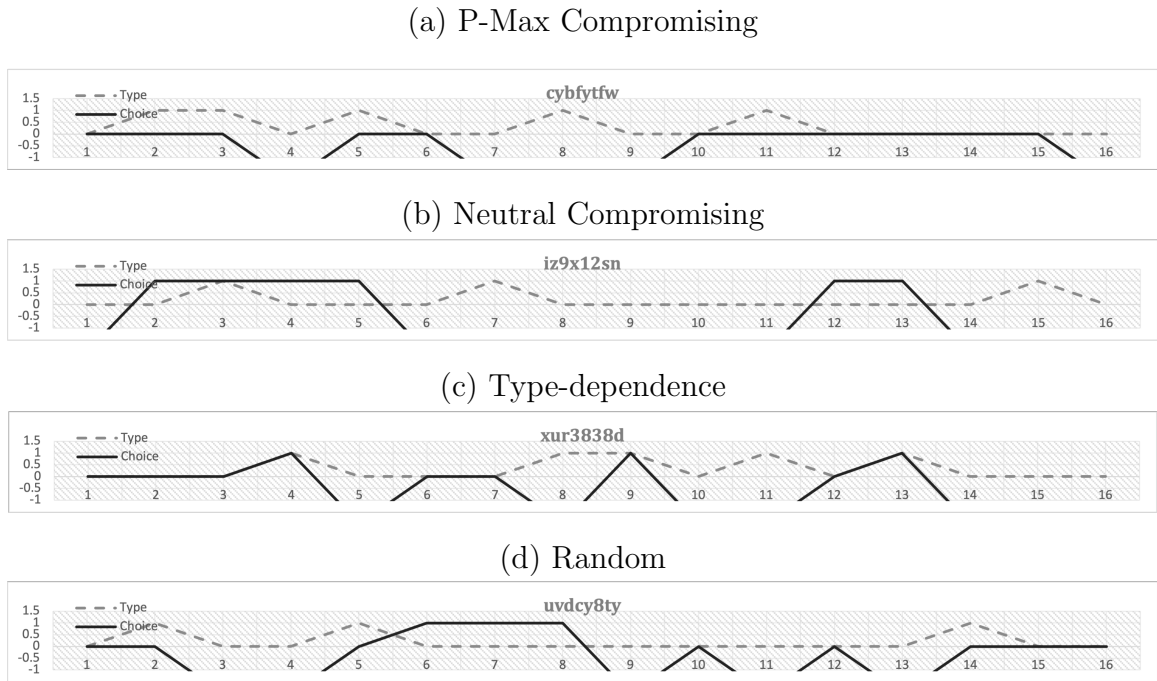 (a) P-Max Compromising
cybfytfw
Type
Choice
1.5
1
0.5
0
-0.5
-1
1 2 3 4 5 6 7 8 9 10 11 12 13 14 15 16
(b) Neutral Compromising
iz9x12sn
Type
Choice
1.5
1
0.5
0
-0.5
-1
1 2 3 4 5 6 7 8 9 10 11 12 13 14 15 16
(c) Type-dependence
xur3838d
Type
Choice
1.5
1
0.5
0
-0.5
-1
1 2 3 4 5 6 7 8 9 10 11 12 13 14 15 16
(d) Random
uvdcy8ty
Type
Choice
1.5
1
0.5
0
-0.5
-1
1 2 3 4 5 6 7 8 9 10 11 12 13 14 15 16